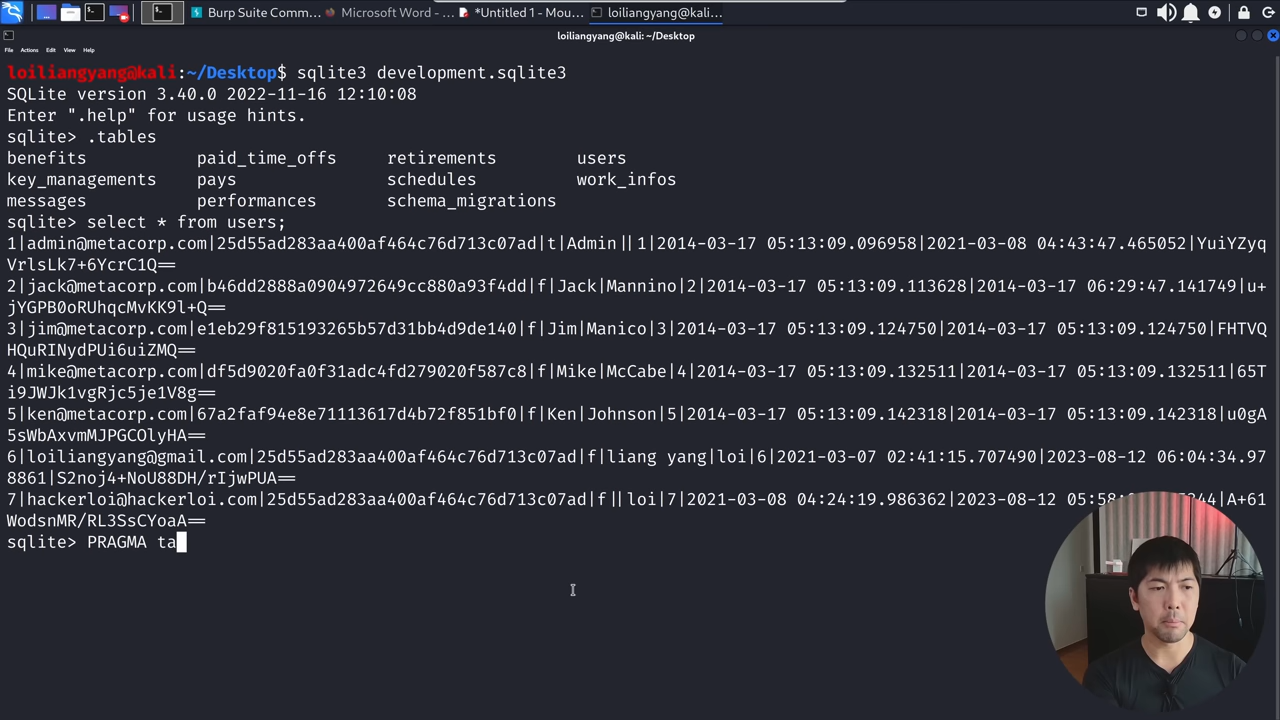 Burp Suite Comm...
Microsoft Word - ...
*Untitled 1 - Mou...
loiliangyang@kali...
loiliangyang@kali: ~/Desktop
File Actions Edit View Help
loiliangyang@kali:~/Desktop$ sqlite3 development.sqlite3
SQLite version 3.40.0 2022-11-16 12:10:08
Enter ".help" for usage hints.
sqlite> .tables
benefits paid_time_offs retirements users
key_managements pays schedules work_infos
messages performances schema_migrations
sqlite> select * from users;
1|admin@metacorp.com|25d55ad283aa400af464c76d713c07ad|t|Admin||1|2014-03-17 05:13:09.096958|2021-03-08 04:43:47.465052|YuiYZyq
VrlsLk7+6YcrC1Q==
2|jack@metacorp.com|b46dd2888a0904972649cc880a93f4dd|f|Jack|Mannino|2|2014-03-17 05:13:09.113628|2014-03-17 06:29:47.141749|u+
jYGPB0oRUhqcMvKK9l+Q==
3|jim@metacorp.com|e1eb29f815193265b57d31bb4d9de140|f|Jim|Manico|3|2014-03-17 05:13:09.124750|2014-03-17 05:13:09.124750|FHTVQ
HQuRINydPUi6uiZMQ==
4|mike@metacorp.com|df5d9020fa0f31adc4fd279020f587c8|f|Mike|McCabe|4|2014-03-17 05:13:09.132511|2014-03-17 05:13:09.132511|65T
i9JWJk1vgRjc5je1V8g==
5|ken@metacorp.com|67a2faf94e8e71113617d4b72f851bf0|f|Ken|Johnson|5|2014-03-17 05:13:09.142318|2014-03-17 05:13:09.142318|u0gA
5sWbAxvmMJPGCOlyHA==
6|loiliangyang@gmail.com|25d55ad283aa400af464c76d713c07ad|f|liang yang|loi|6|2021-03-07 02:41:15.707490|2023-08-12 06:04:34.97
8861|S2noj4+NoU88DH/rIjwPUA==
7|hackerloi@hackerloi.com|25d55ad283aa400af464c76d713c07ad|f||loi|7|2021-03-08 04:24:19.986362|2023-08-12 05:58 344|A+61
WodsnMR/RL3SsCYoaA==
sqlite> PRAGMA ta